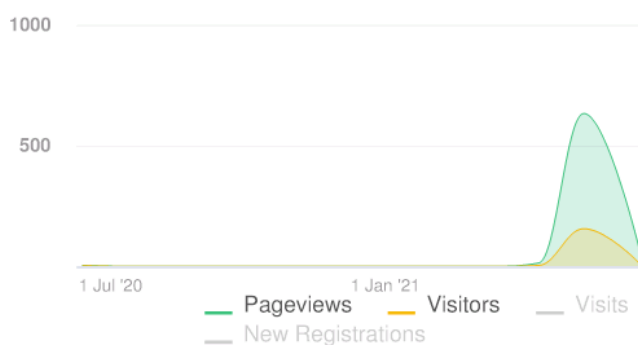 1000
500
1 Jul '20 1 Jan '21
Pageviews Visitors Visits
New Registrations